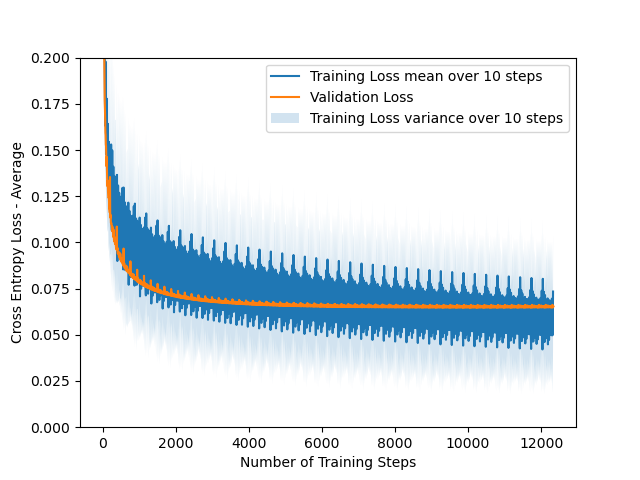 Training Loss mean over 10 steps
Validation Loss
Training Loss variance over 10 steps
Cross Entropy Loss - Average
0.200
0.175
0.150
0.125
0.100
0.075
0.050
0.025
0.000
0 2000 4000 6000 8000 10000 12000
Number of Training Steps